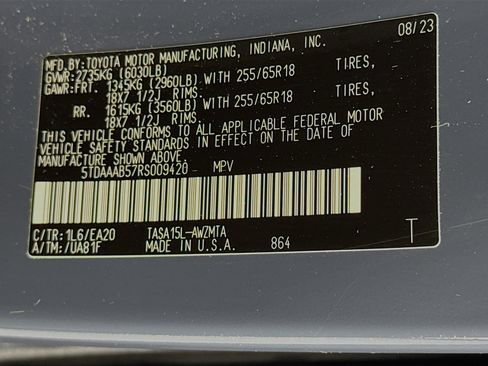 MFD.BY:TOYOTA MOTOR MANUFACTURING, INDIANA, INC. 08/23
GVWR:2735KG (6030LB)
GAWR:FRT. 1345KG (2960LB) WITH 255/65R18 TIRES,
18X7 1/2J RIMS.
RR. 1615KG (3560LB) WITH 255/65R18 TIRES,
18X7 1/2J RIMS.
THIS VEHICLE CONFORMS TO ALL APPLICABLE FEDERAL MOTOR
VEHICLE SAFETY STANDARDS IN EFFECT ON THE DATE OF
MANUFACTURE SHOWN ABOVE.
5TDAAAB57RS009420 MPV
C/TR:1L6/EA20 TASA15L-AWZMTA
A/TM:/UA81F MADE IN U.S.A. 864 T